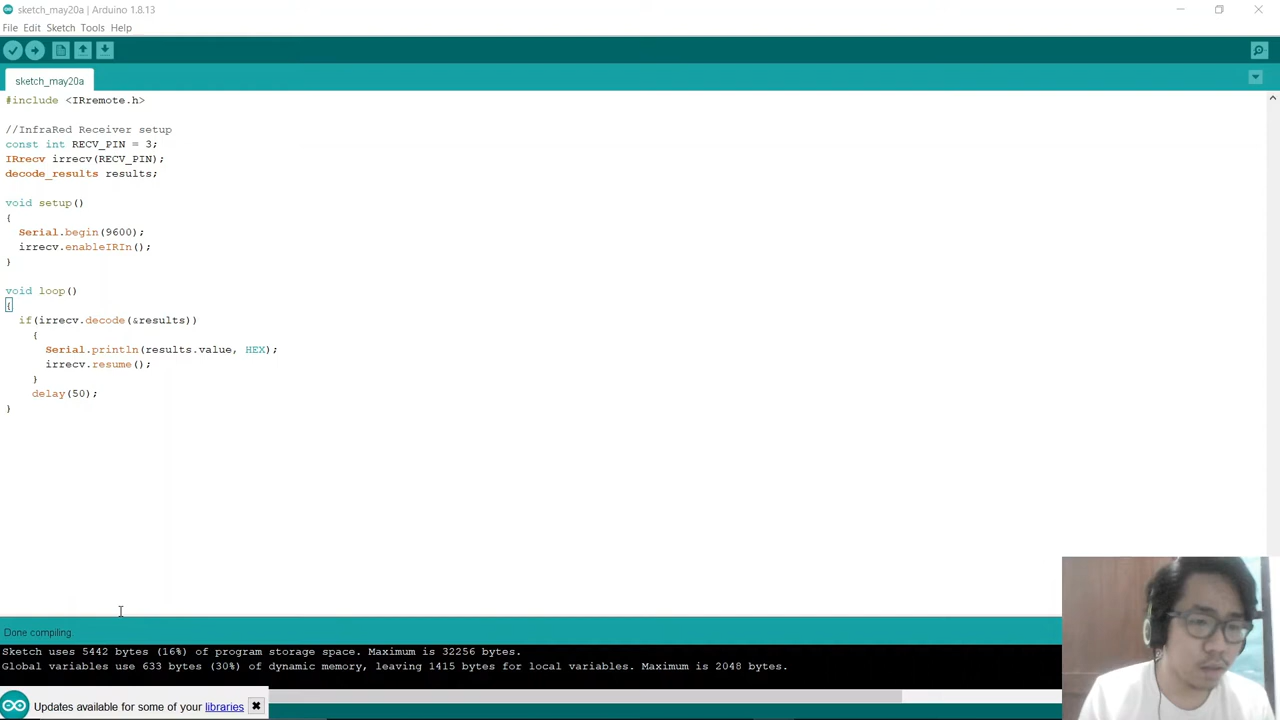 sketch_may20a | Arduino 1.8.13
File Edit Sketch Tools Help
sketch_may20a
#include <IRremote.h>
//InfraRed Receiver setup
const int RECV_PIN = 3;
IRrecv irrecv(RECV_PIN);
decode_results results;
void setup()
{
Serial.begin(9600);
irrecv.enableIRIn();
}
void loop()
{
if(irrecv.decode(&results))
{
Serial.println(results.value, HEX);
irrecv.resume();
}
delay(50);
}
Done compiling.
Sketch uses 5442 bytes (16%) of program storage space. Maximum is 32256 bytes.
Global variables use 633 bytes (30%) of dynamic memory, leaving 1415 bytes for local variables. Maximum is 2048 bytes.
Updates available for some of your libraries